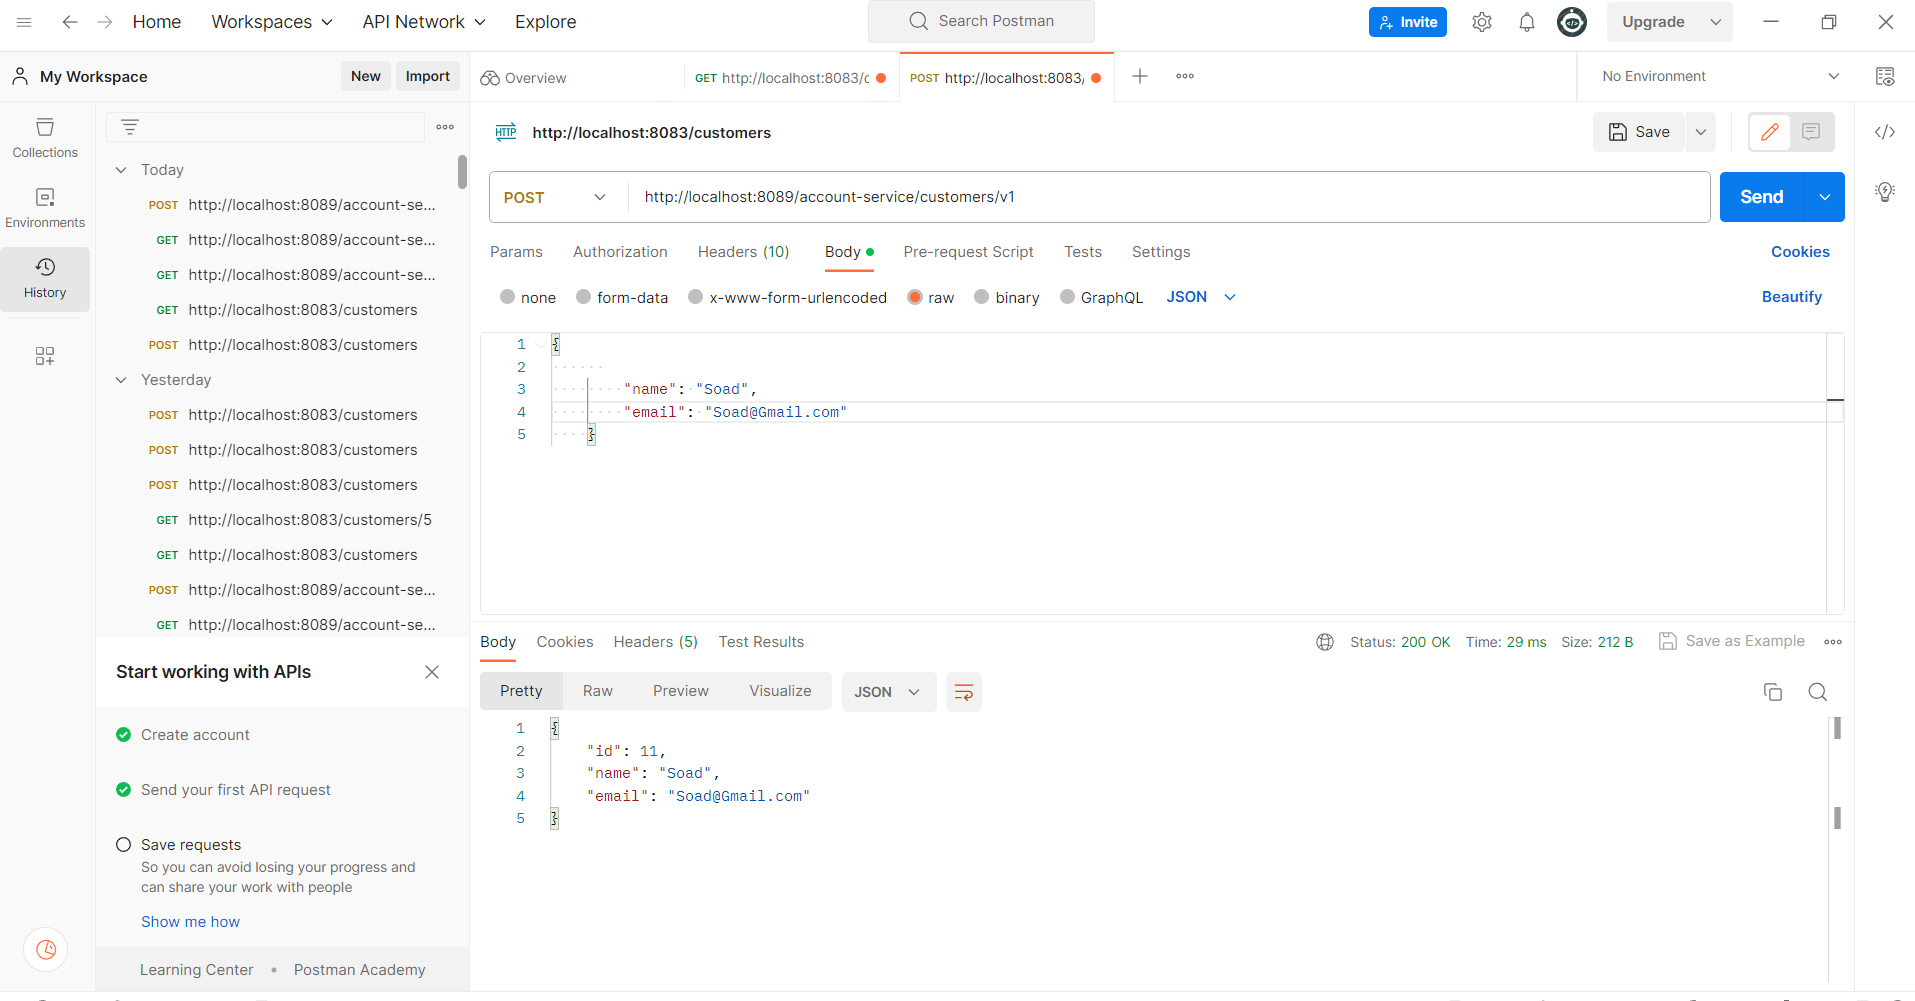 Home Workspaces API Network Explore Search Postman Invite Upgrade
My Workspace New Import Overview GET http://localhost:8083/c POST http://localhost:8083/ No Environment
Collections
Environments
History
Today
POST http://localhost:8089/account-se...
GET http://localhost:8089/account-se...
GET http://localhost:8089/account-se...
GET http://localhost:8083/customers
POST http://localhost:8083/customers
Yesterday
POST http://localhost:8083/customers
POST http://localhost:8083/customers
POST http://localhost:8083/customers
GET http://localhost:8083/customers/5
GET http://localhost:8083/customers
POST http://localhost:8089/account-se...
GET http://localhost:8089/account-se...
Start working with APIs
Create account
Send your first API request
Save requests
So you can avoid losing your progress and
can share your work with people
Show me how
Learning Center • Postman Academy
HTTP http://localhost:8083/customers Save
POST http://localhost:8089/account-service/customers/v1 Send
Params Authorization Headers (10) Body Pre-request Script Tests Settings Cookies
none form-data x-www-form-urlencoded raw binary GraphQL JSON Beautify
1 {
2
3 "name": "Soad",
4 "email": "Soad@Gmail.com"
5 }
Body Cookies Headers (5) Test Results Status: 200 OK Time: 29 ms Size: 212 B Save as Example
Pretty Raw Preview Visualize JSON
1 {
2 "id": 11,
3 "name": "Soad",
4 "email": "Soad@Gmail.com"
5 }